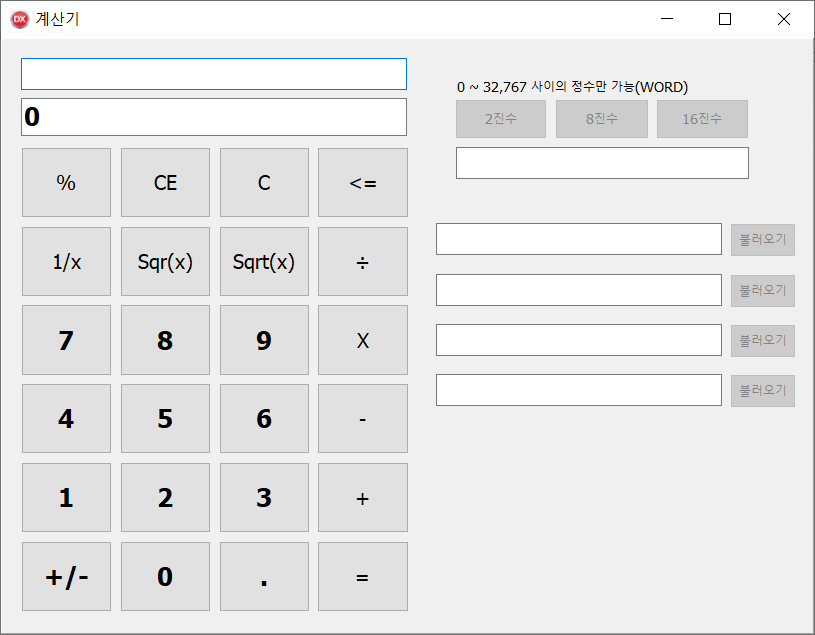 DX 계산기
0
% CE C <=
1/x Sqr(x) Sqrt(x) ÷
7 8 9 X
4 5 6 -
1 2 3 +
+/- 0 . =
0 ~ 32,767 사이의 정수만 가능(WORD)
2진수 8진수 16진수
불러오기
불러오기
불러오기
불러오기